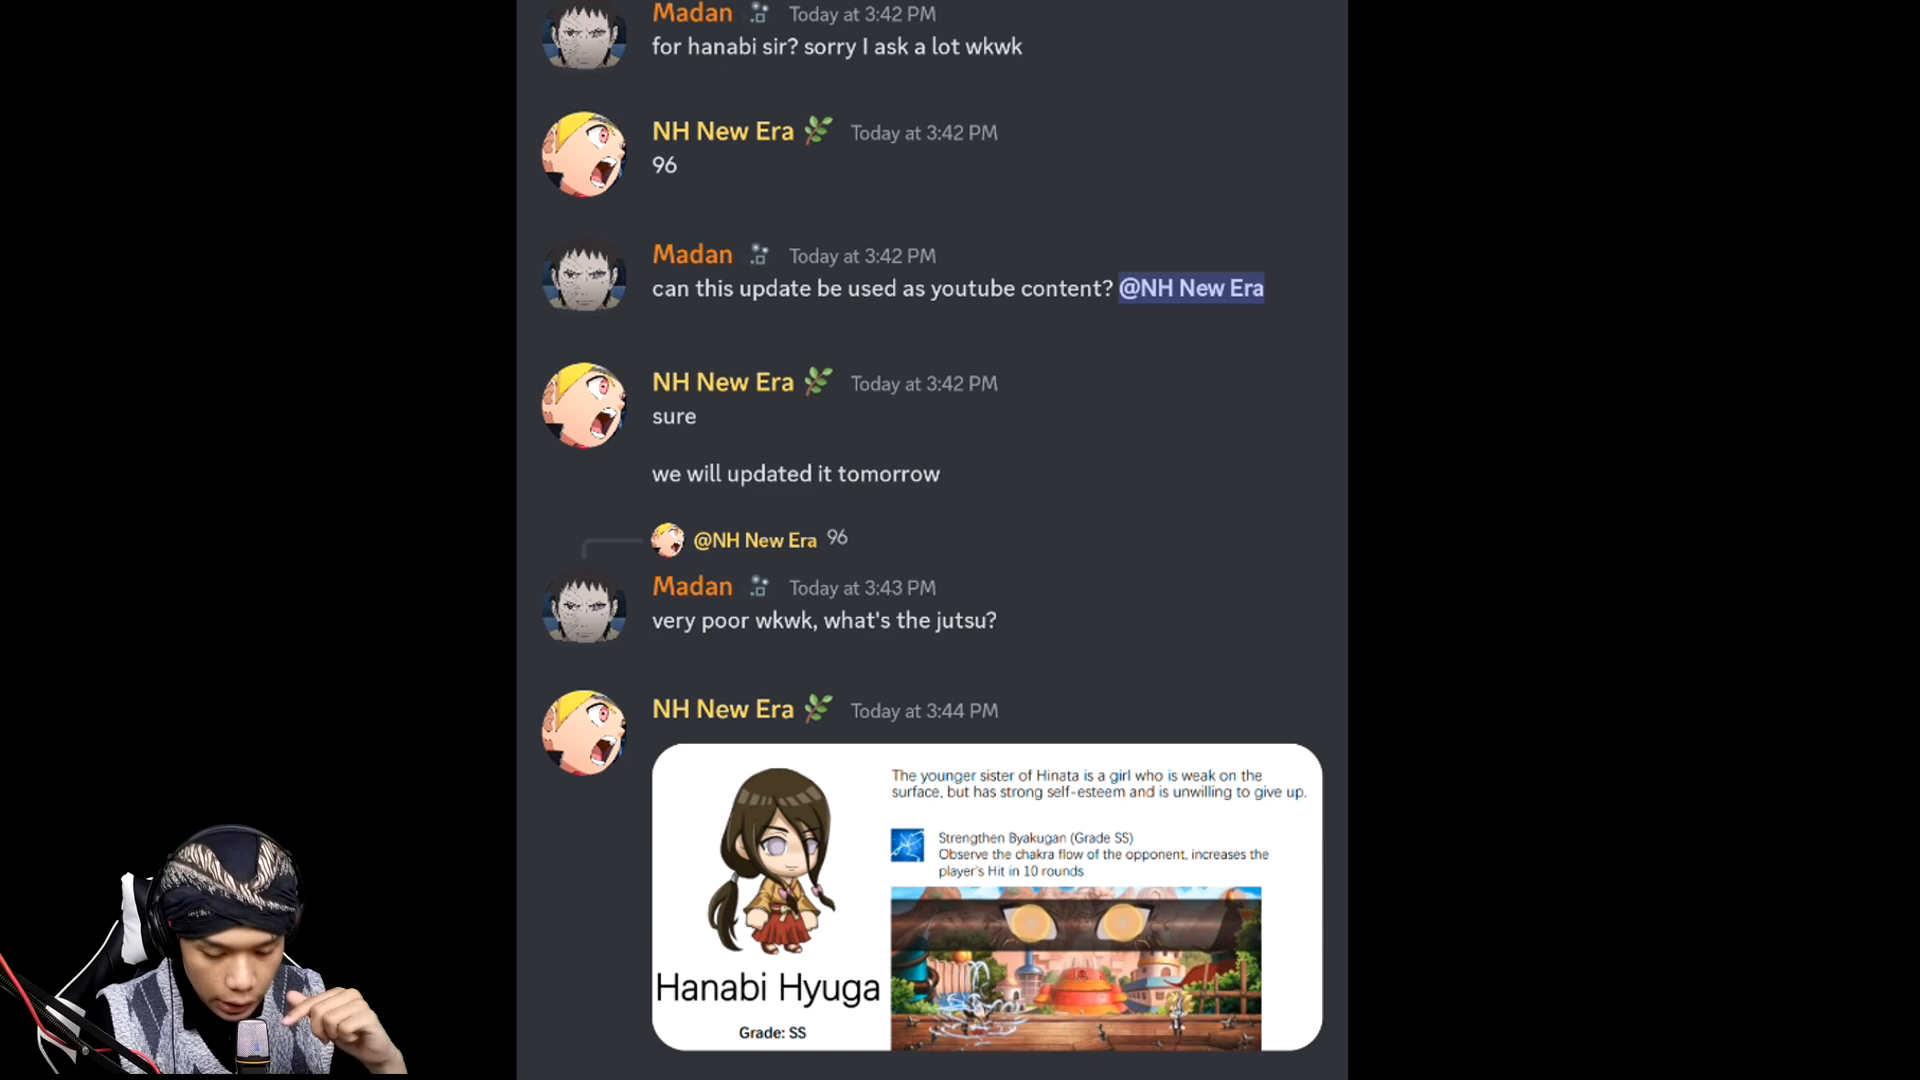 Madan Today at 3:42 PM
for hanabi sir? sorry I ask a lot wkwk
NH New Era Today at 3:42 PM
96
Madan Today at 3:42 PM
can this update be used as youtube content? @NH New Era
NH New Era Today at 3:42 PM
sure
we will updated it tomorrow
@NH New Era 96
Madan Today at 3:43 PM
very poor wkwk, what's the jutsu?
NH New Era Today at 3:44 PM
The younger sister of Hinata is a girl who is weak on the
surface, but has strong self-esteem and is unwilling to give up.
Strengthen Byakugan (Grade SS)
Observe the chakra flow of the opponent, increases the
player's Hit in 10 rounds
Hanabi Hyuga
Grade: SS